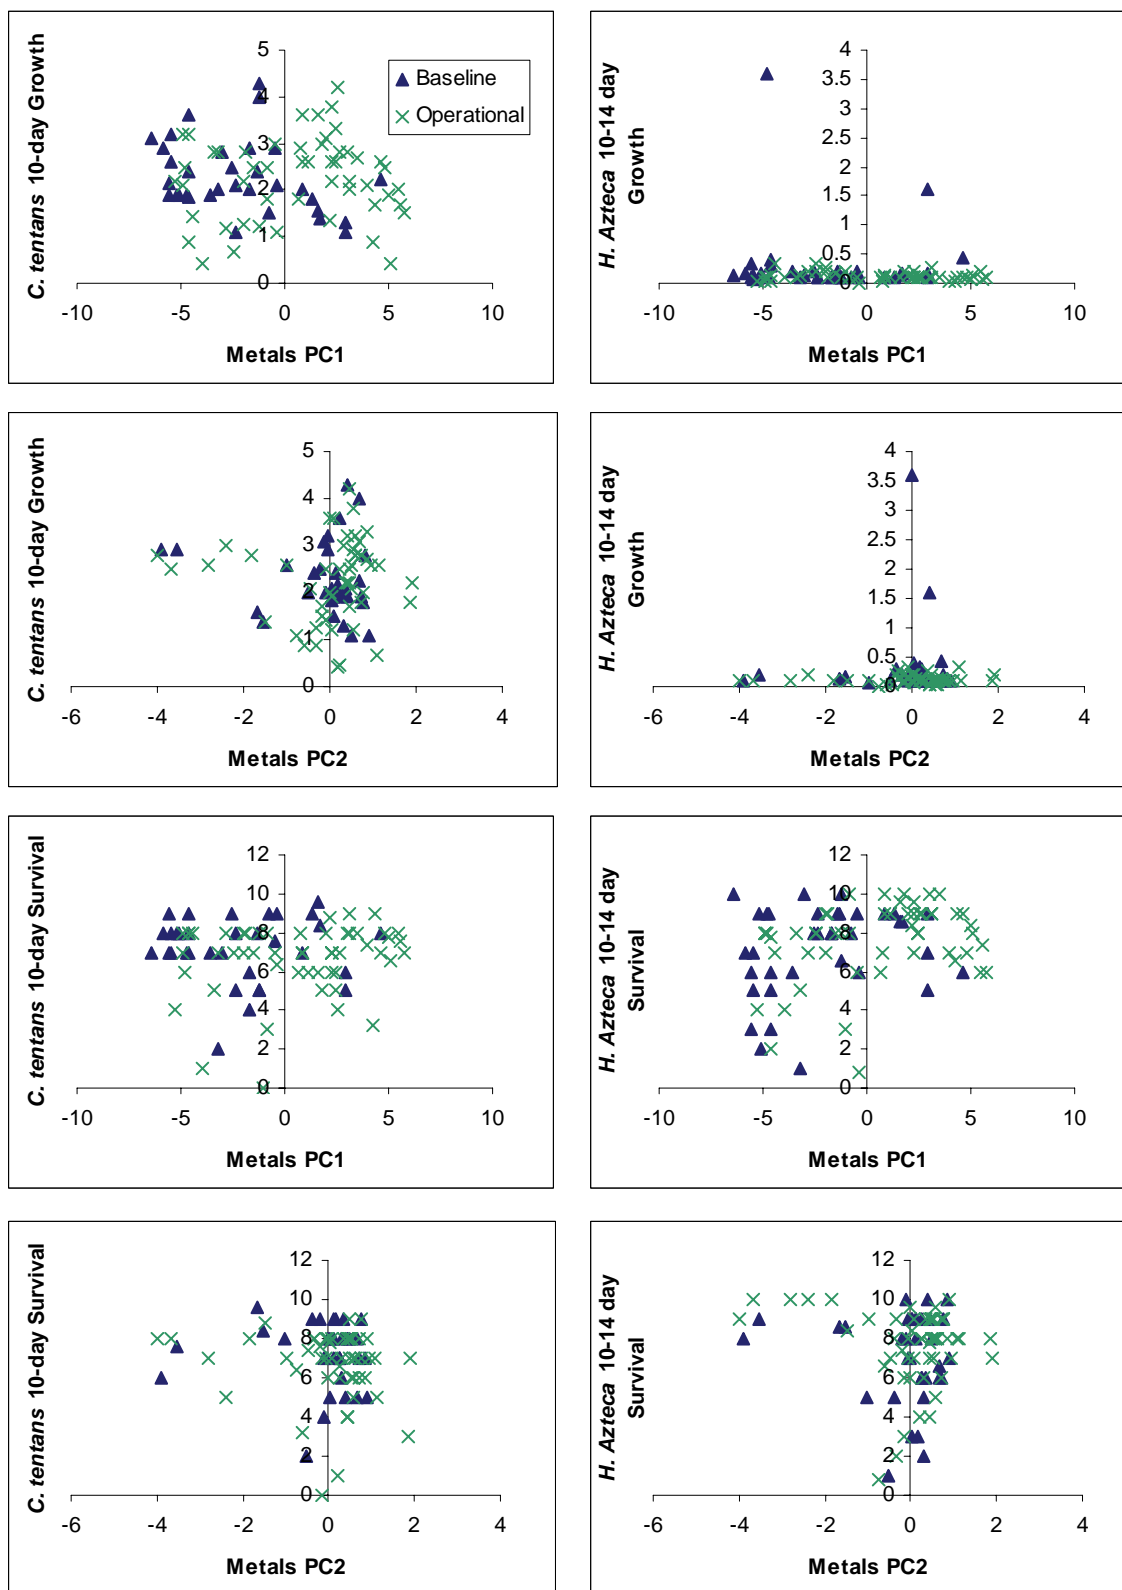 C. tentans 10-day Growth
5
4
3
2
1
0
-10 -5 0 5 10
Metals PC1
Baseline
Operational
H. Azteca 10-14 day
Growth
4
3.5
3
2.5
2
1.5
1
0.5
0
-10 -5 0 5 10
Metals PC1
C. tentans 10-day Growth
5
4
3
2
1
0
-6 -4 -2 0 2 4
Metals PC2
H. Azteca 10-14 day
Growth
4
3.5
3
2.5
2
1.5
1
0.5
0
-6 -4 -2 0 2 4
Metals PC2
C. tentans 10-day Survival
12
10
8
6
4
2
0
-10 -5 0 5 10
Metals PC1
H. Azteca 10-14 day
Survival
12
10
8
6
4
2
0
-10 -5 0 5 10
Metals PC1
C. tentans 10-day Survival
12
10
8
6
4
2
0
-6 -4 -2 0 2 4
Metals PC2
H. Azteca 10-14 day
Survival
12
10
8
6
4
2
0
-6 -4 -2 0 2 4
Metals PC2